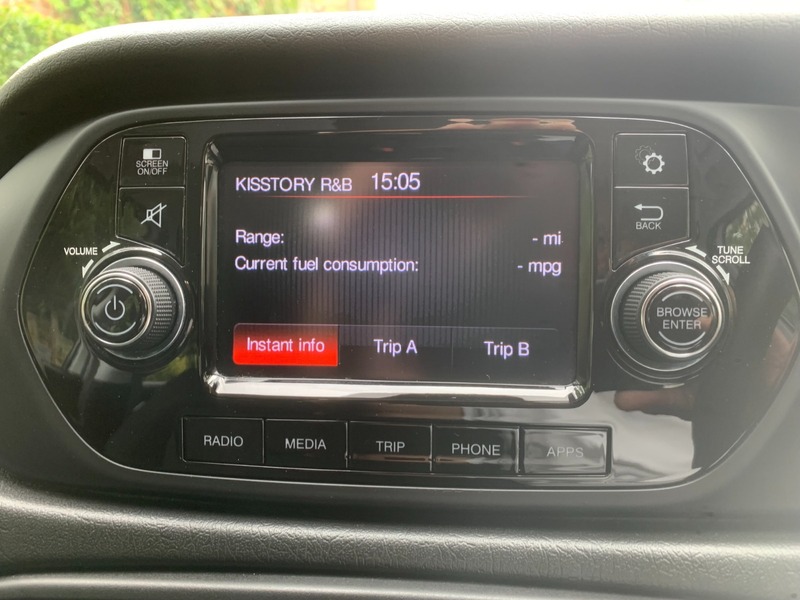 SCREEN
ON/OFF
KISSTORY R&B 15:05
BACK
VOLUME
TUNE
SCROLL
Range: - mi
Current fuel consumption: - mpg
BROWSE
ENTER
Instant info Trip A Trip B
RADIO MEDIA TRIP PHONE APPS